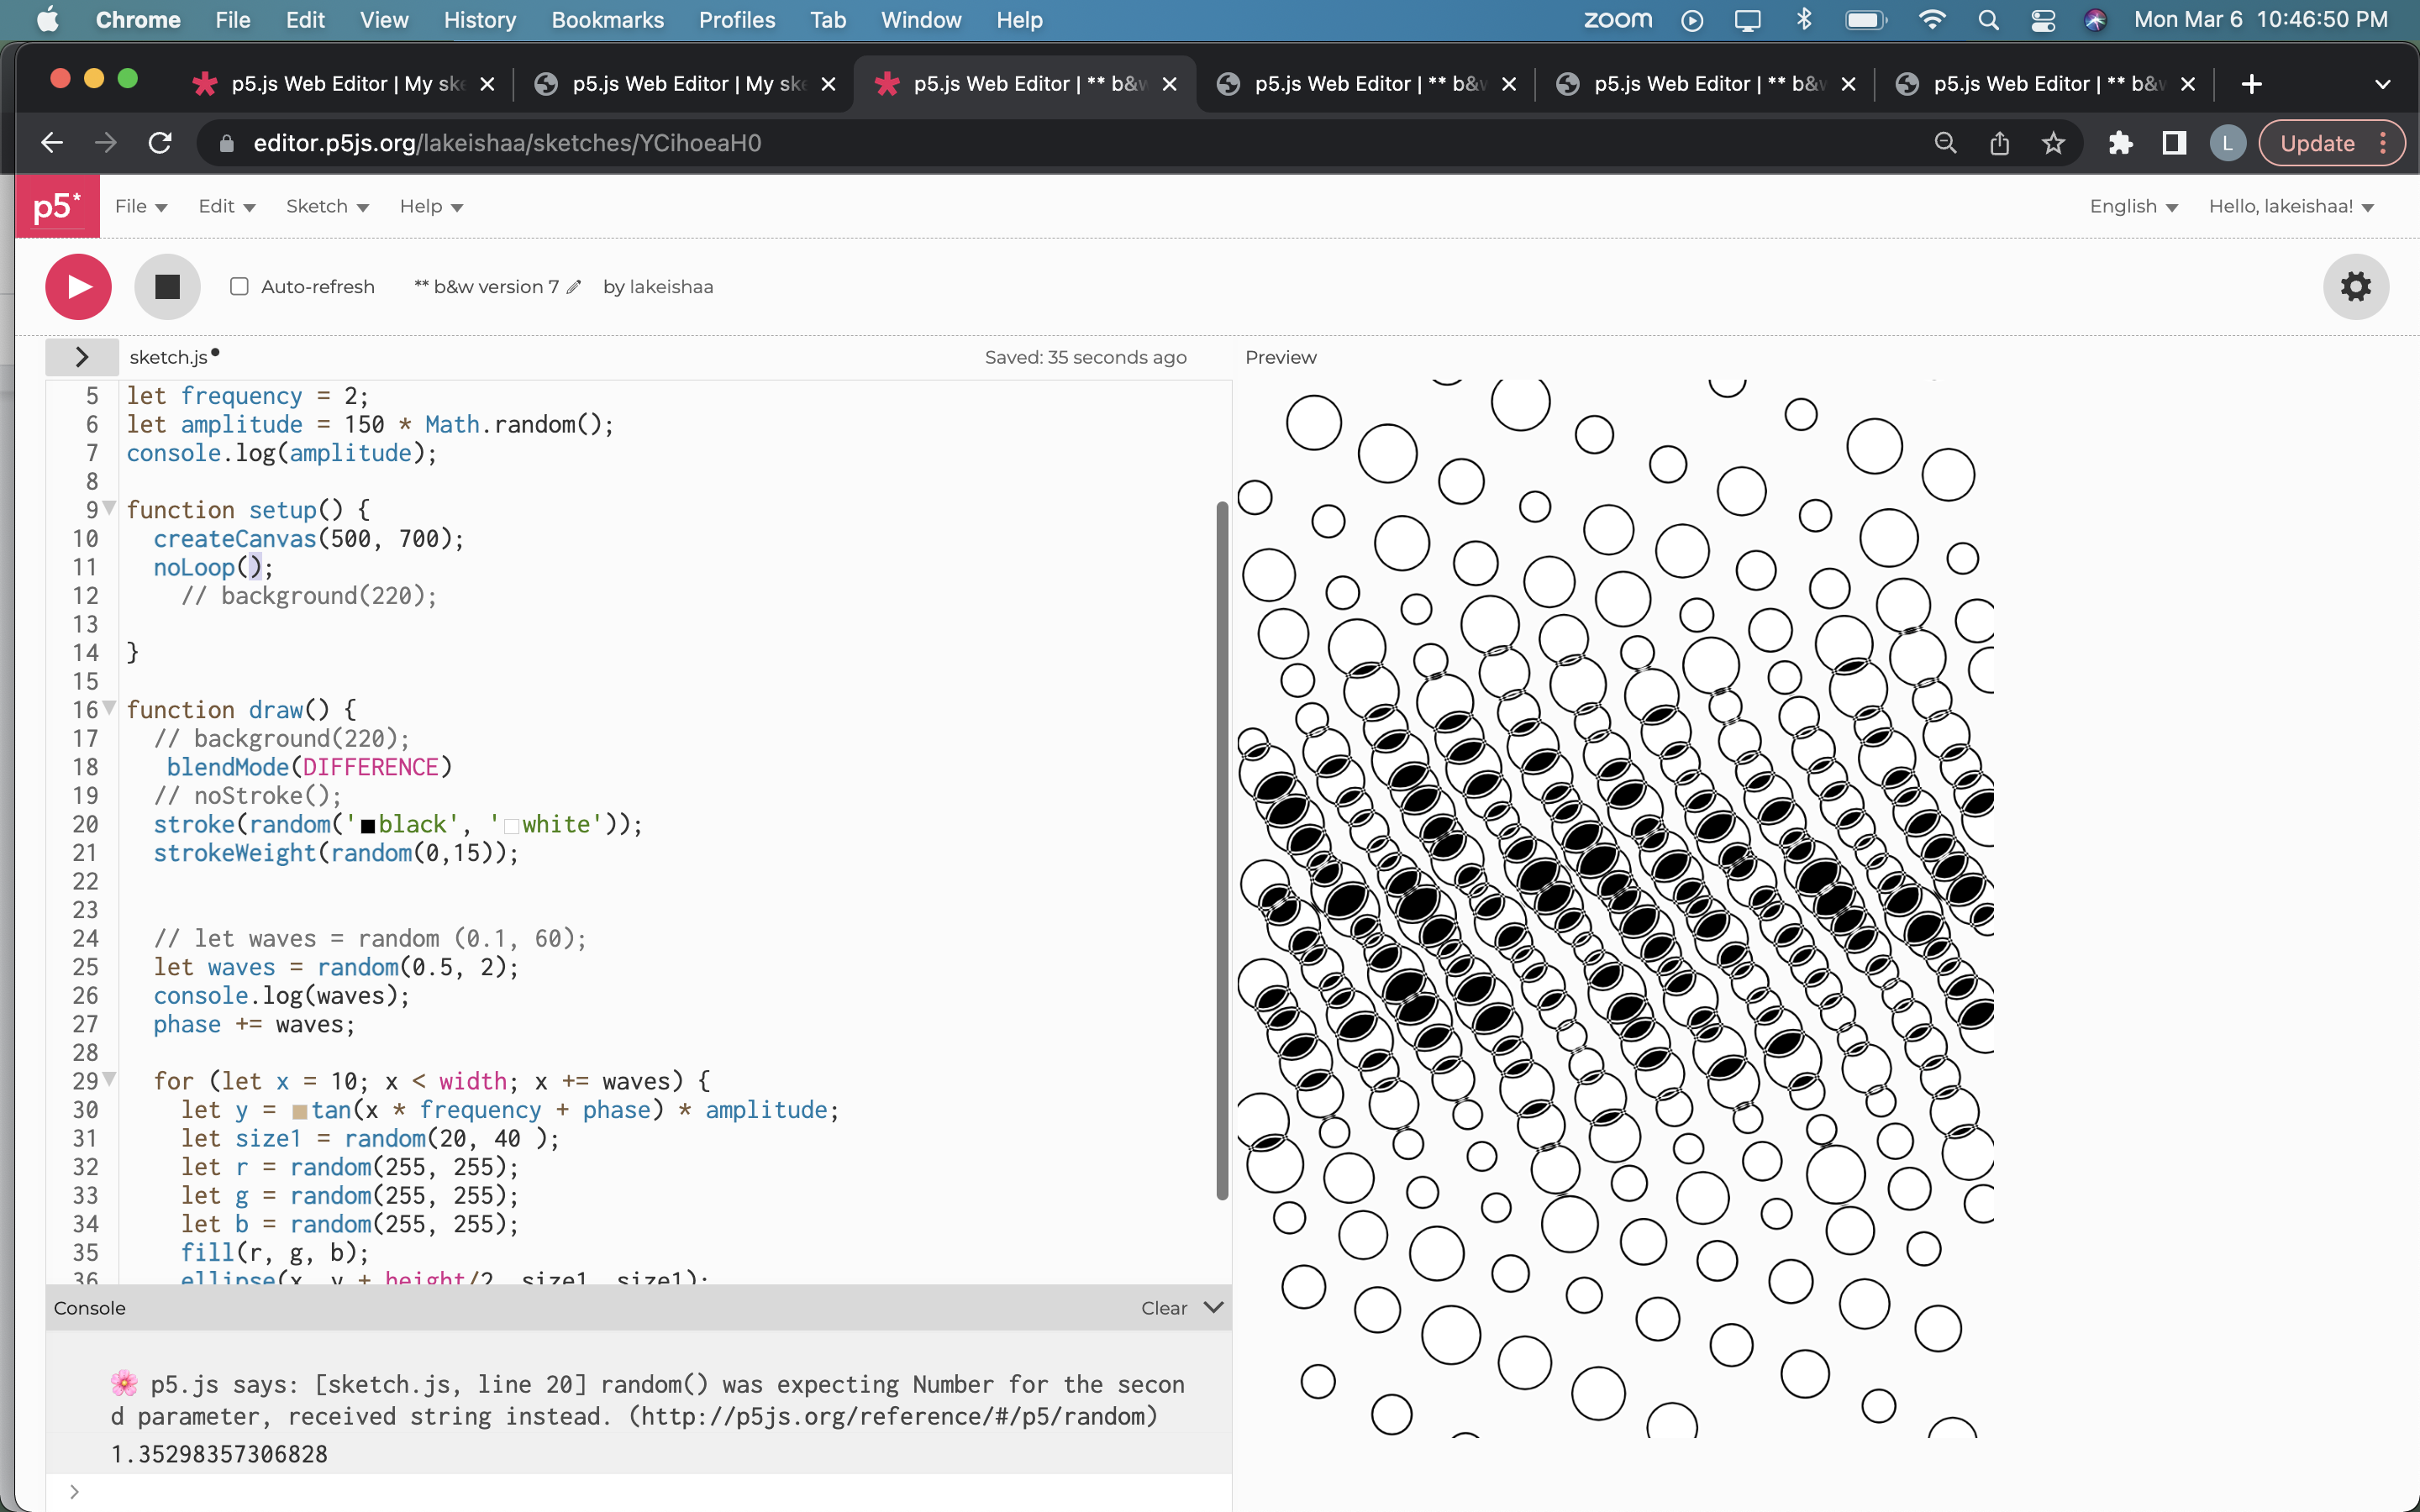 Chrome File Edit View History Bookmarks Profiles Tab Window Help zoom Mon Mar 6 10:46:50 PM
p5.js Web Editor | My ske p5.js Web Editor | My ske p5.js Web Editor | ** b&w p5.js Web Editor | ** b&w p5.js Web Editor | ** b&w p5.js Web Editor | ** b&w
editor.p5js.org/lakeishaa/sketches/YCihoeaH0 L Update
p5* File Edit Sketch Help English Hello, lakeishaa!
Auto-refresh ** b&w version 7 by lakeishaa
sketch.js Saved: 35 seconds ago Preview
5 let frequency = 2;
6 let amplitude = 150 * Math.random();
7 console.log(amplitude);
8
9 function setup() {
10 createCanvas(500, 700);
11 noLoop();
12 // background(220);
13
14 }
15
16 function draw() {
17 // background(220);
18 blendMode(DIFFERENCE)
19 // noStroke();
20 stroke(random('black', 'white'));
21 strokeWeight(random(0,15));
22
23
24 // let waves = random (0.1, 60);
25 let waves = random(0.5, 2);
26 console.log(waves);
27 phase += waves;
28
29 for (let x = 10; x < width; x += waves) {
30 let y = tan(x * frequency + phase) * amplitude;
31 let size1 = random(20, 40 );
32 let r = random(255, 255);
33 let g = random(255, 255);
34 let b = random(255, 255);
35 fill(r, g, b);
36 ellipse(x, y + height/2, size1, size1);
Console Clear
🌸 p5.js says: [sketch.js, line 20] random() was expecting Number for the secon
d parameter, received string instead. (http://p5js.org/reference/#/p5/random)
1.35298357306828
>